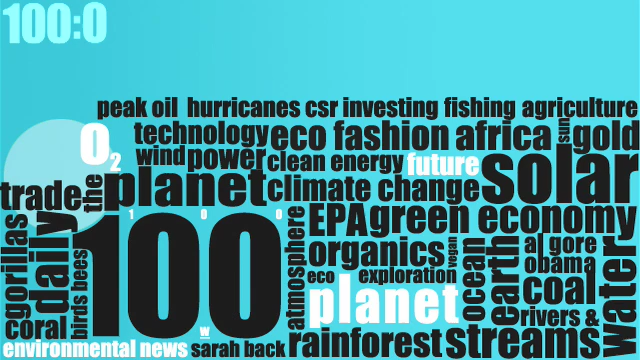 100:0
peak oil hurricanes csr investing fishing agriculture
O2
technology eco fashion africa sun gold
wind power clean energy future solar
trade the planet climate change
100
1 0 0 0
EPA green economy
gorillas daily
atmosphere organics vegan
ocean earth al gore
obama water
eco exploration coal
birds bees
planet
coral
rivers &
w
environmental news sarah back rainforest streams